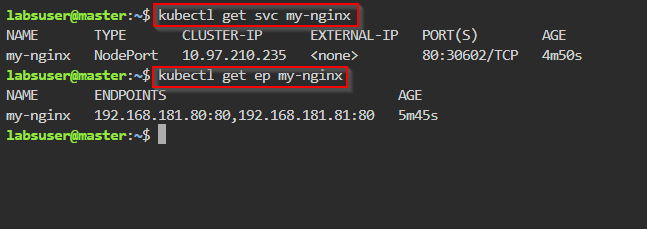 labsuser@master:~$ kubectl get svc my-nginx
NAME TYPE CLUSTER-IP EXTERNAL-IP PORT(S) AGE
my-nginx NodePort 10.97.210.235 <none> 80:30602/TCP 4m50s
labsuser@master:~$ kubectl get ep my-nginx
NAME ENDPOINTS AGE
my-nginx 192.168.181.80:80,192.168.181.81:80 5m45s
labsuser@master:~$